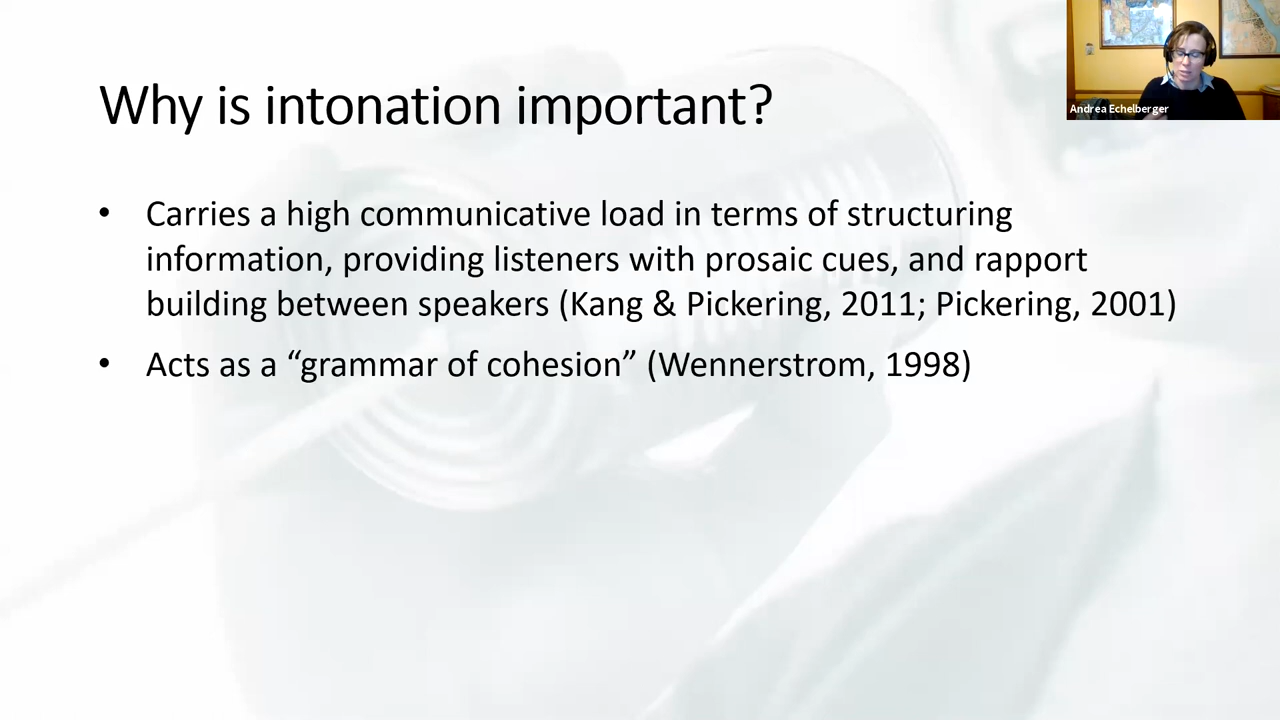 Why is intonation important?
Andrea Echelberger
• Carries a high communicative load in terms of structuring
information, providing listeners with prosaic cues, and rapport
building between speakers (Kang & Pickering, 2011; Pickering, 2001)
• Acts as a “grammar of cohesion” (Wennerstrom, 1998)